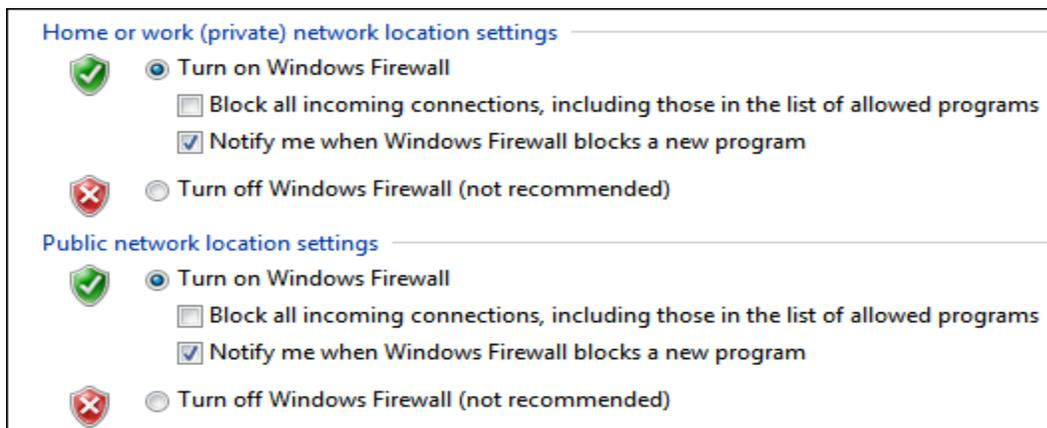 Home or work (private) network location settings
Turn on Windows Firewall
Block all incoming connections, including those in the list of allowed programs
Notify me when Windows Firewall blocks a new program
Turn off Windows Firewall (not recommended)
Public network location settings
Turn on Windows Firewall
Block all incoming connections, including those in the list of allowed programs
Notify me when Windows Firewall blocks a new program
Turn off Windows Firewall (not recommended)